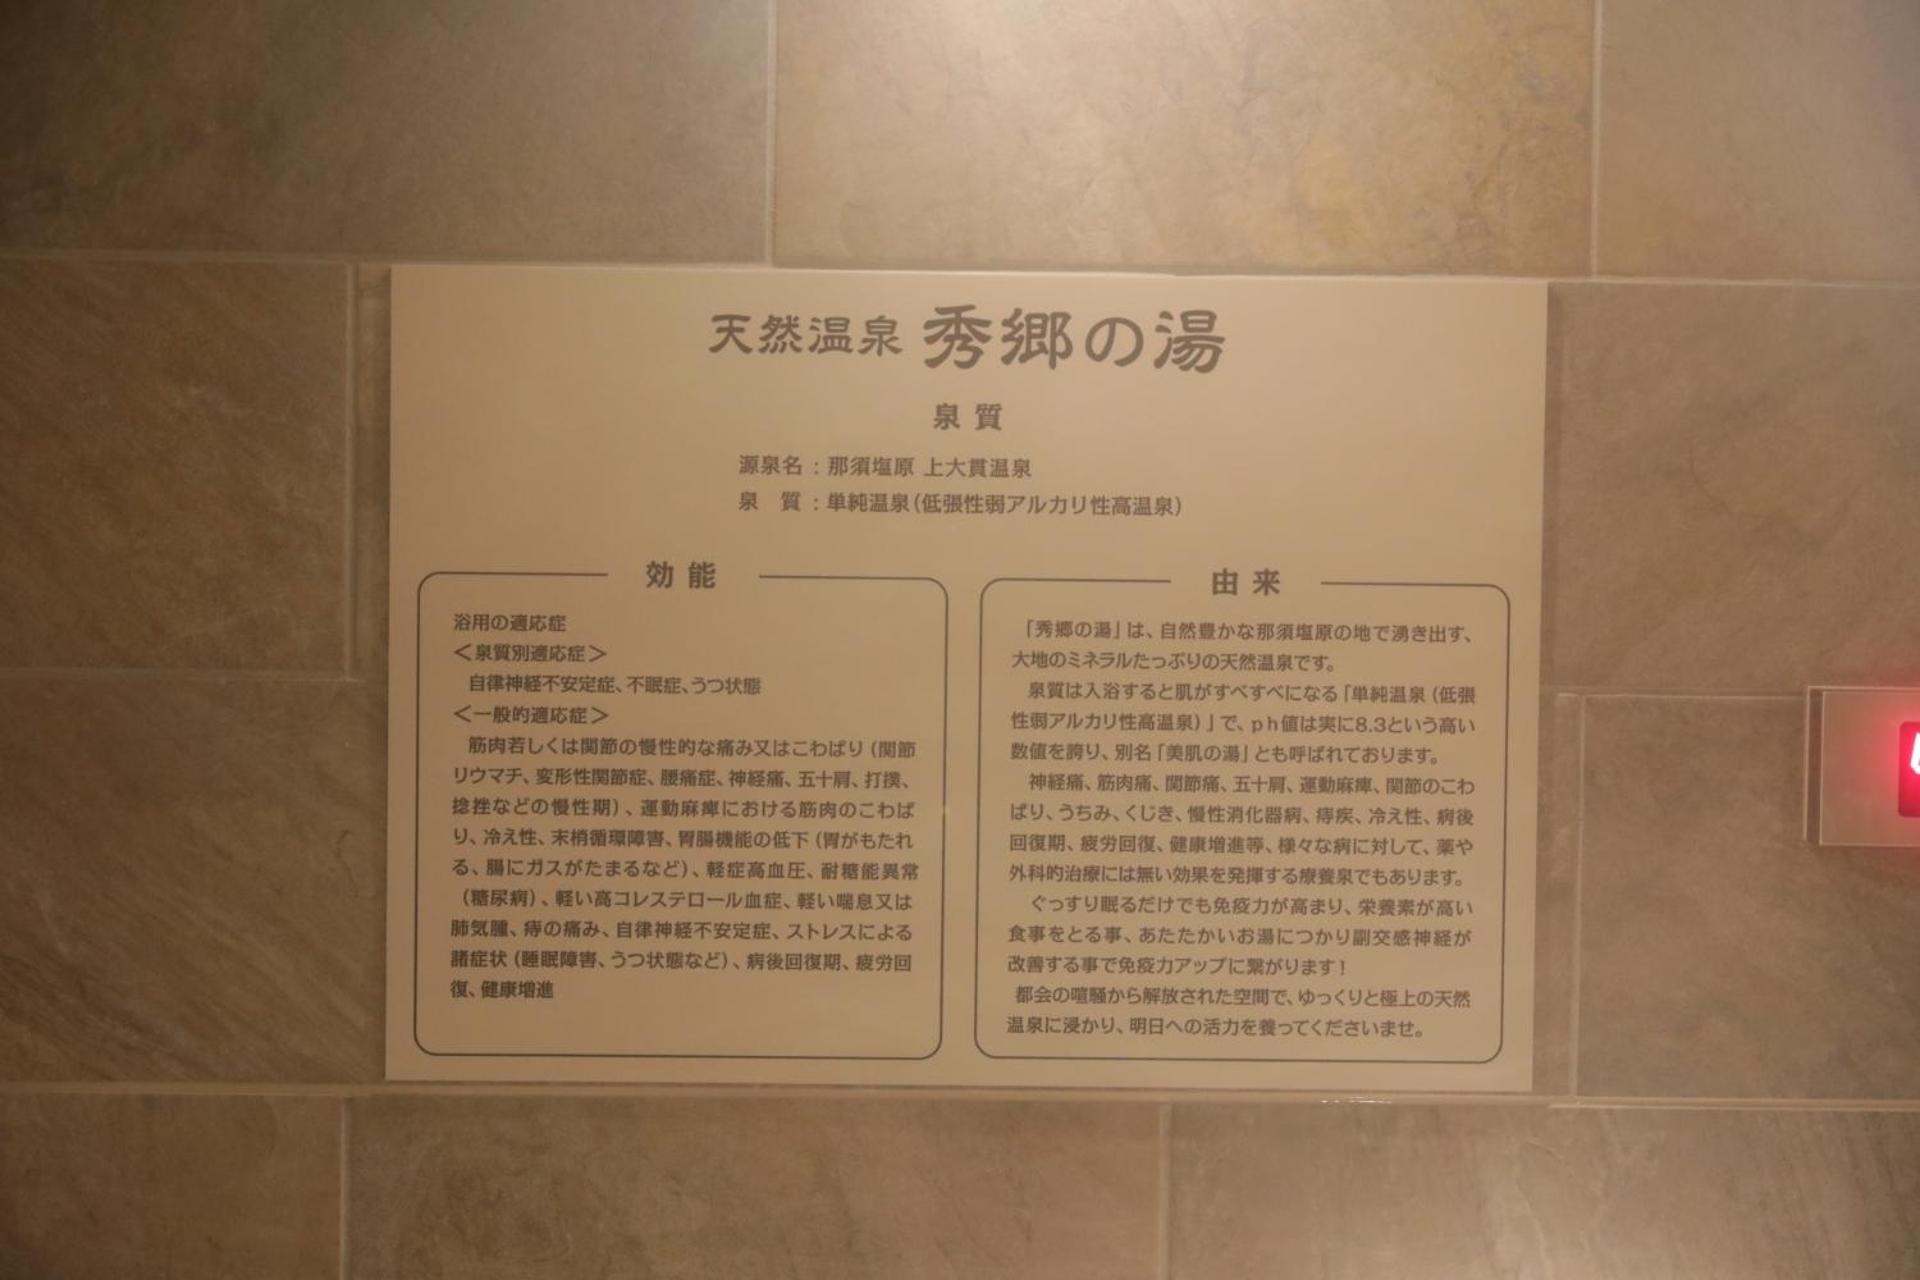 天然温泉 秀郷の湯
泉質
源泉名：那須塩原 上大貫温泉
泉　質：単純温泉（低張性弱アルカリ性高温泉）
効能
浴用の適応症
＜泉質別適応症＞
自律神経不安定症、不眠症、うつ状態
＜一般的適応症＞
筋肉若しくは関節の慢性的な痛み又はこわばり（関節
リウマチ、変形性関節症、腰痛症、神経痛、五十肩、打撲、
捻挫などの慢性期）、運動麻痺における筋肉のこわば
り、冷え性、末梢循環障害、胃腸機能の低下（胃がもたれ
る、腸にガスがたまるなど）、軽症高血圧、耐糖能異常
（糖尿病）、軽い高コレステロール血症、軽い喘息又は
肺気腫、痔の痛み、自律神経不安定症、ストレスによる
諸症状（睡眠障害、うつ状態など）、病後回復期、疲労回
復、健康増進
由来
「秀郷の湯」は、自然豊かな那須塩原の地で湧き出す、
大地のミネラルたっぷりの天然温泉です。
泉質は入浴すると肌がすべすべになる「単純温泉（低張
性弱アルカリ性高温泉）」で、ph値は実に8.3という高い
数値を誇り、別名「美肌の湯」とも呼ばれております。
神経痛、筋肉痛、関節痛、五十肩、運動麻痺、関節のこわ
ばり、うちみ、くじき、慢性消化器病、痔疾、冷え性、病後
回復期、疲労回復、健康増進等、様々な病に対して、薬や
外科的治療には無い効果を発揮する療養泉でもあります。
ぐっすり眠るだけでも免疫力が高まり、栄養素が高い
食事をとる事、あたたかいお湯につかり副交感神経が
改善する事で免疫力アップに繋がります！
都会の喧騒から解放された空間で、ゆっくりと極上の天然
温泉に浸かり、明日への活力を養ってくださいませ。